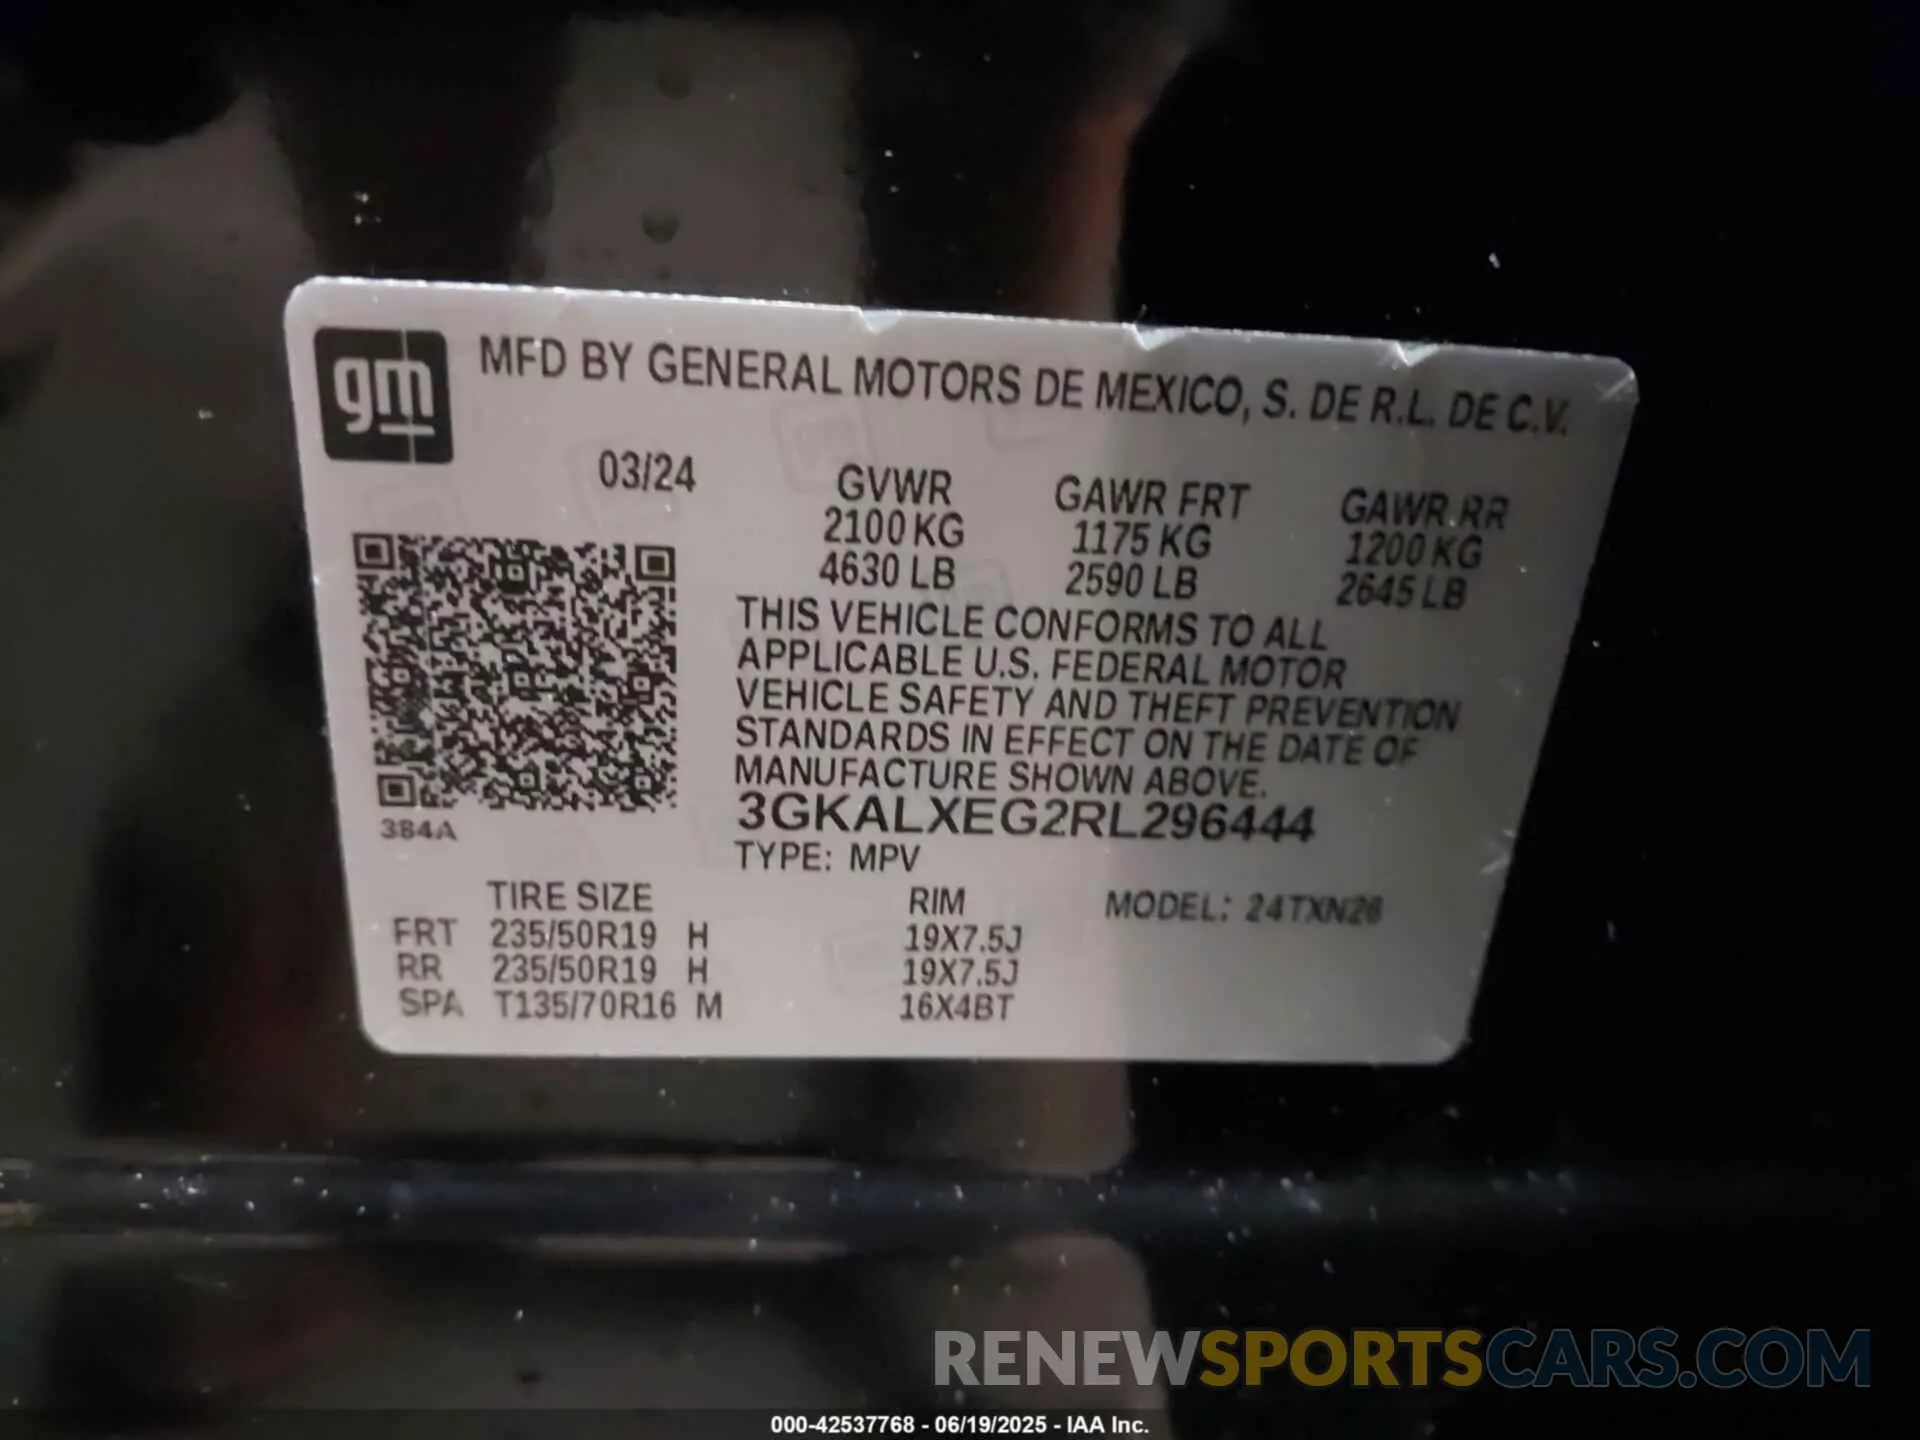 gm
MFD BY GENERAL MOTORS DE MEXICO, S. DE R.L. DE C.V.
03/24
GVWR GAWR FRT GAWR RR
2100 KG 1175 KG 1200 KG
4630 LB 2590 LB 2645 LB
THIS VEHICLE CONFORMS TO ALL
APPLICABLE U.S. FEDERAL MOTOR
VEHICLE SAFETY AND THEFT PREVENTION
STANDARDS IN EFFECT ON THE DATE OF
MANUFACTURE SHOWN ABOVE.
384A
3GKALXEG2RL296444
TYPE: MPV
TIRE SIZE RIM MODEL: 24TXN26
FRT 235/50R19 H 19X7.5J
RR 235/50R19 H 19X7.5J
SPA T135/70R16 M 16X4BT
RENEWSPORTSCARS.COM
000-42537768 - 06/19/2025 - IAA Inc.